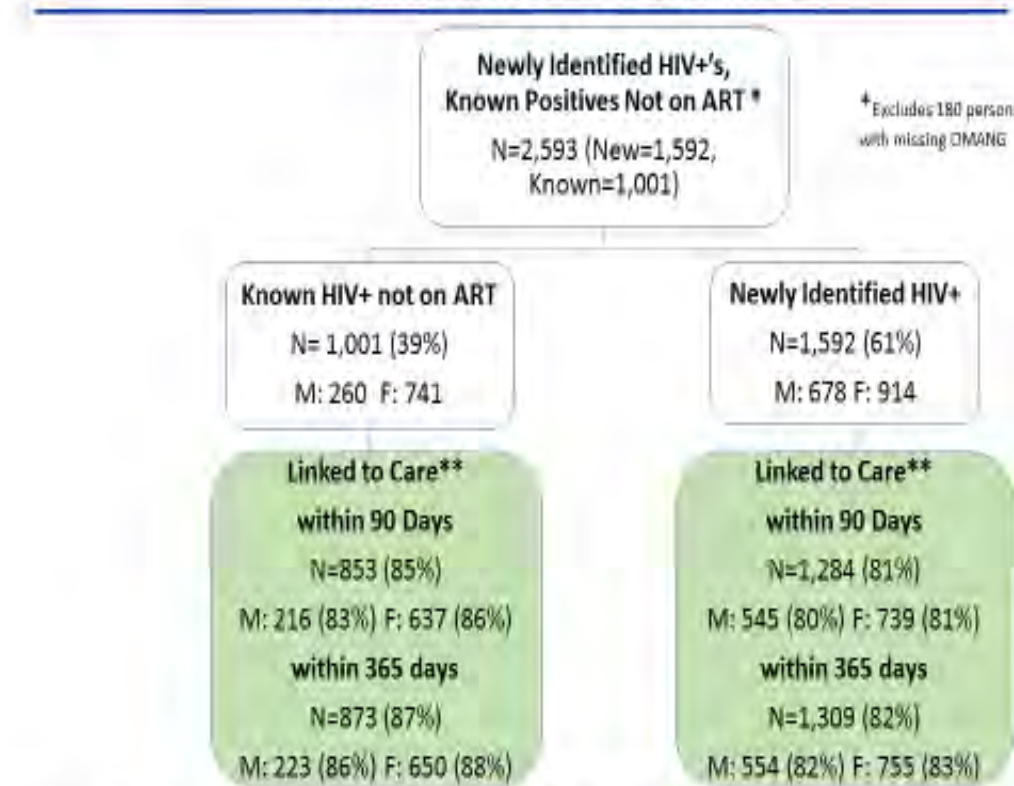 Newly Identified HIV+'s,
Known Positives Not on ART *
N=2,593 (New=1,592,
Known=1,001)
*Excludes 180 person
with missing OMANG
Known HIV+ not on ART
N= 1,001 (39%)
M: 260 F: 741
Newly Identified HIV+
N=1,592 (61%)
M: 678 F: 914
Linked to Care**
within 90 Days
N=853 (85%)
M: 216 (83%) F: 637 (86%)
within 365 days
N=873 (87%)
M: 223 (86%) F: 650 (88%)
Linked to Care**
within 90 Days
N=1,284 (81%)
M: 545 (80%) F: 739 (81%)
within 365 days
N=1,309 (82%)
M: 554 (82%) F: 755 (83%)